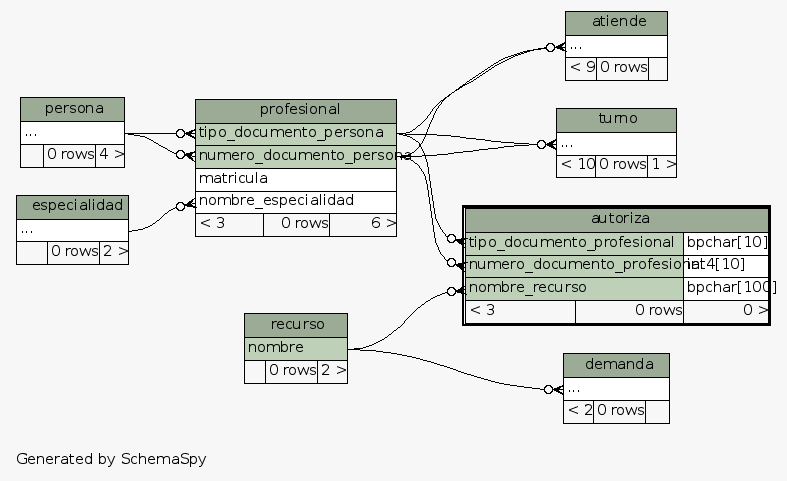 atiende
...
< 9 0 rows
persona
...
0 rows 4 >
profesional
tipo_documento_persona
numero_documento_persona
matricula
nombre_especialidad
< 3 0 rows 6 >
turno
...
< 10 0 rows 1 >
especialidad
...
0 rows 2 >
autoriza
tipo_documento_profesional bpchar[10]
numero_documento_profesional int4[10]
nombre_recurso bpchar[100]
< 3 0 rows 0 >
recurso
nombre
0 rows 2 >
demanda
...
< 2 0 rows
Generated by SchemaSpy